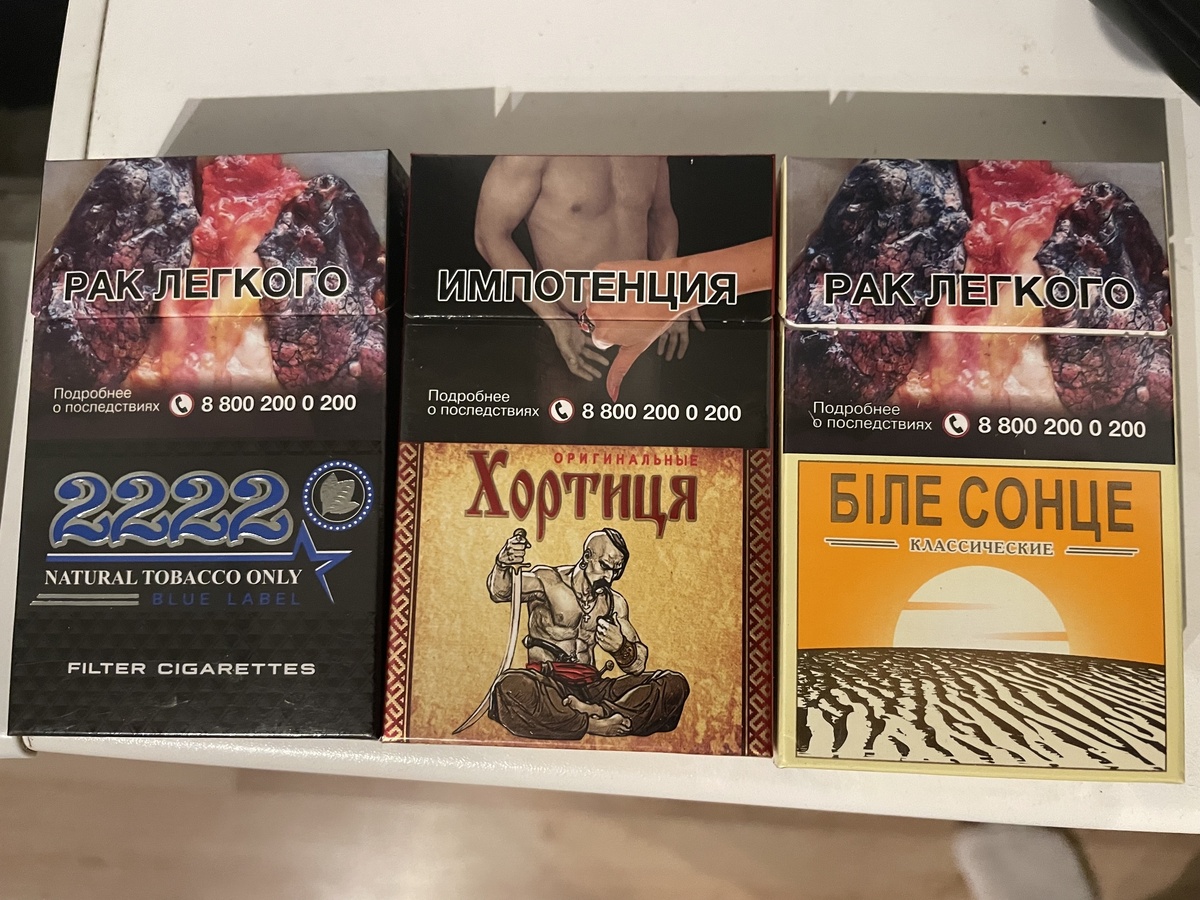 РАК ЛЕГКОГО
Подробнее
о последствиях
8 800 200 0 200
2222
NATURAL TOBACCO ONLY
BLUE LABEL
FILTER CIGARETTES
ИМПОТЕНЦИЯ
Подробнее
о последствиях
8 800 200 0 200
ОРИГИНАЛЬНЫЕ
Хортиця
РАК ЛЕГКОГО
Подробнее
о последствиях
8 800 200 0 200
БІЛЕ СОНЦЕ
КЛАССИЧЕСКИЕ